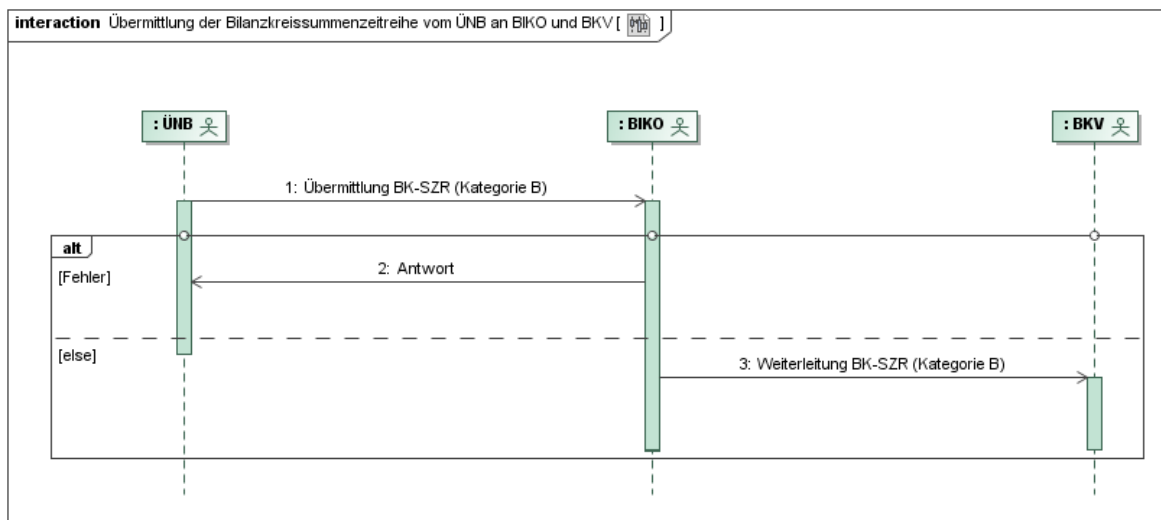 interaction Übermittlung der Bilanzkreissummenzeitreihe vom ÜNB an BIKO und BKV [ ]
: ÜNB
: BIKO
: BKV
1: Übermittlung BK-SZR (Kategorie B)
alt
[Fehler]
2: Antwort
[else]
3: Weiterleitung BK-SZR (Kategorie B)